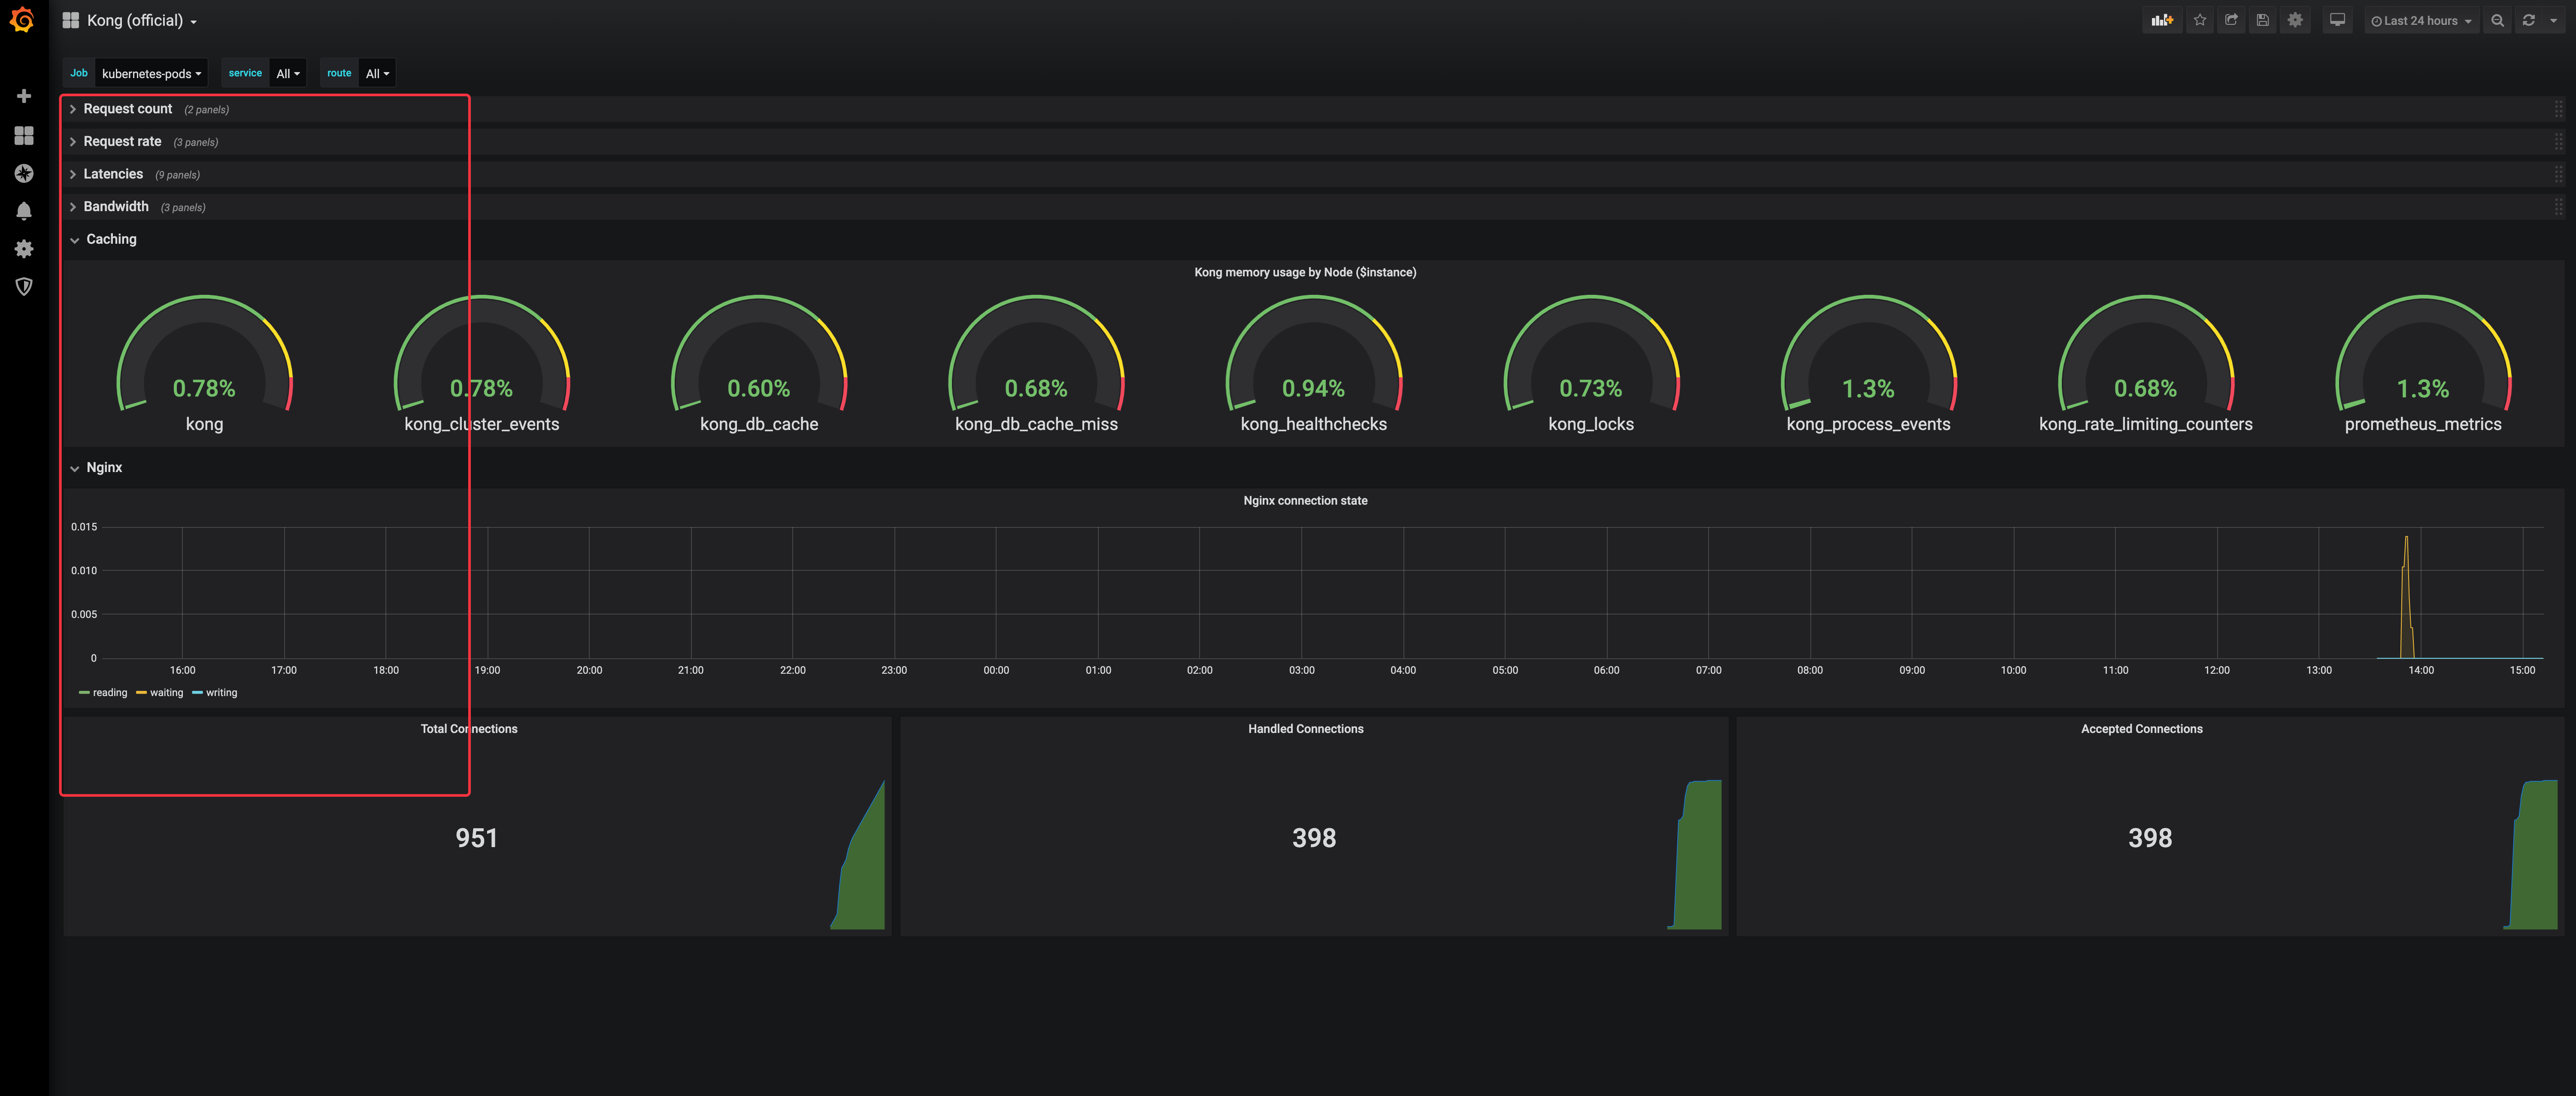 Kong (official)
Last 24 hours
Job kubernetes-pods service All route All
Request count (2 panels)
Request rate (3 panels)
Latencies (9 panels)
Bandwidth (3 panels)
Caching
Kong memory usage by Node ($instance)
0.78% 0.78% 0.60% 0.68% 0.94% 0.73% 1.3% 0.68% 1.3%
kong kong_cluster_events kong_db_cache kong_db_cache_miss kong_healthchecks kong_locks kong_process_events kong_rate_limiting_counters prometheus_metrics
Nginx
Nginx connection state
0.015
0.010
0.005
0
16:00 17:00 18:00 19:00 20:00 21:00 22:00 23:00 00:00 01:00 02:00 03:00 04:00 05:00 06:00 07:00 08:00 09:00 10:00 11:00 12:00 13:00 14:00 15:00
reading waiting writing
Total Connections Handled Connections Accepted Connections
951 398 398